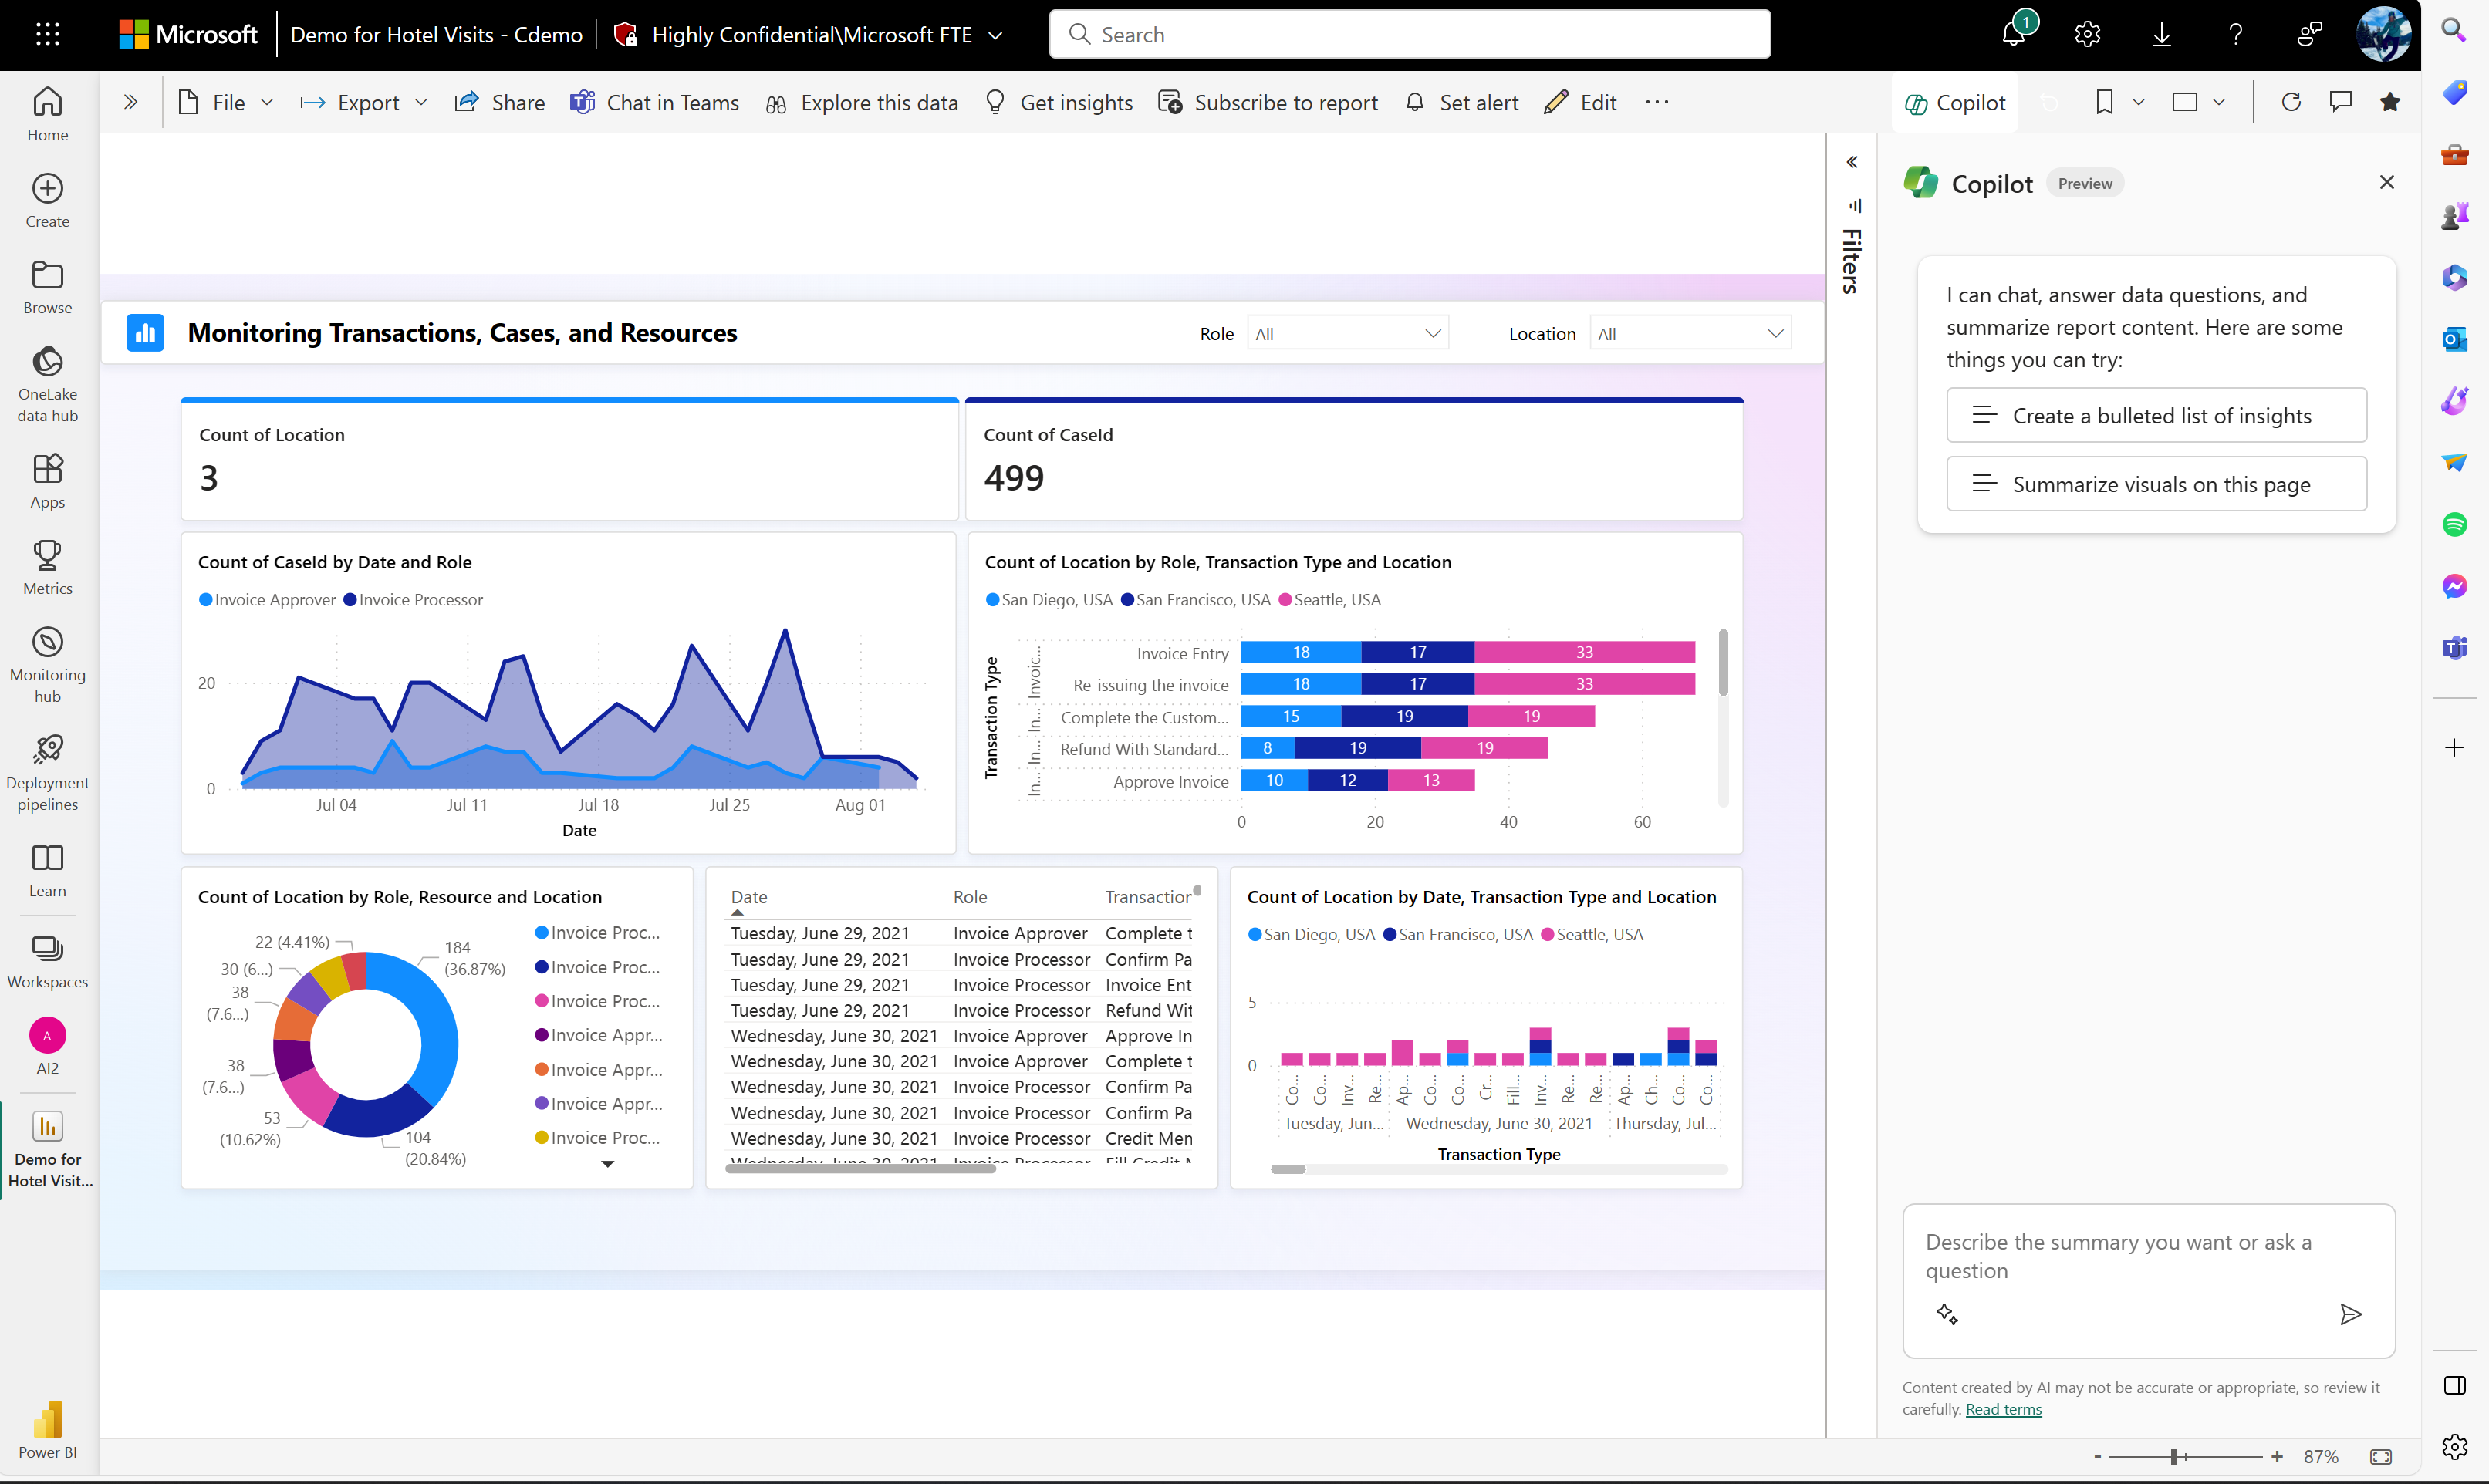 Microsoft
Demo for Hotel Visits - Cdemo
Highly Confidential\Microsoft FTE
Search
1
File
Export
Share
Chat in Teams
Explore this data
Get insights
Subscribe to report
Set alert
Edit
Copilot
Home
Create
Browse
OneLake
data hub
Apps
Metrics
Monitoring
hub
Deployment
pipelines
Learn
Workspaces
A
AI2
Demo for
Hotel Visit...
Power BI
Monitoring Transactions, Cases, and Resources
Role
All
Location
All
Count of Location
3
Count of CaseId
499
Count of CaseId by Date and Role
Invoice Approver
Invoice Processor
20
0
Jul 04
Jul 11
Jul 18
Jul 25
Aug 01
Date
Count of Location by Role, Transaction Type and Location
San Diego, USA
San Francisco, USA
Seattle, USA
Transaction Type
Invoic...
In...
In...
In...
Invoice Entry
18 17 33
Re-issuing the invoice
18 17 33
Complete the Custom...
15 19 19
Refund With Standard...
8 19 19
Approve Invoice
10 12 13
0 20 40 60
Count of Location by Role, Resource and Location
22 (4.41%)
184
(36.87%)
30 (6...)
38
(7.6...)
38
(7.6...)
53
(10.62%)
104
(20.84%)
Invoice Proc...
Invoice Proc...
Invoice Proc...
Invoice Appr...
Invoice Appr...
Invoice Appr...
Invoice Proc...
Date Role Transaction
Tuesday, June 29, 2021 Invoice Approver Complete t
Tuesday, June 29, 2021 Invoice Processor Confirm Pa
Tuesday, June 29, 2021 Invoice Processor Invoice Ent
Tuesday, June 29, 2021 Invoice Processor Refund Wit
Wednesday, June 30, 2021 Invoice Approver Approve In
Wednesday, June 30, 2021 Invoice Approver Complete t
Wednesday, June 30, 2021 Invoice Processor Confirm Pa
Wednesday, June 30, 2021 Invoice Processor Confirm Pa
Wednesday, June 30, 2021 Invoice Processor Credit Mem
Wednesday, June 30, 2021 Invoice Processor Fill Credit M
Count of Location by Date, Transaction Type and Location
San Diego, USA
San Francisco, USA
Seattle, USA
5
0
Co... Co... Inv... Re... Ap... Co... Co... Cr... Fill... Inv... Re... Re... Ap... Ch... Co... Co...
Tuesday, Jun...
Wednesday, June 30, 2021
Thursday, Jul...
Transaction Type
Filters
Copilot
Preview
I can chat, answer data questions, and
summarize report content. Here are some
things you can try:
Create a bulleted list of insights
Summarize visuals on this page
Describe the summary you want or ask a
question
Content created by AI may not be accurate or appropriate, so review it
carefully. Read terms
- + 87%